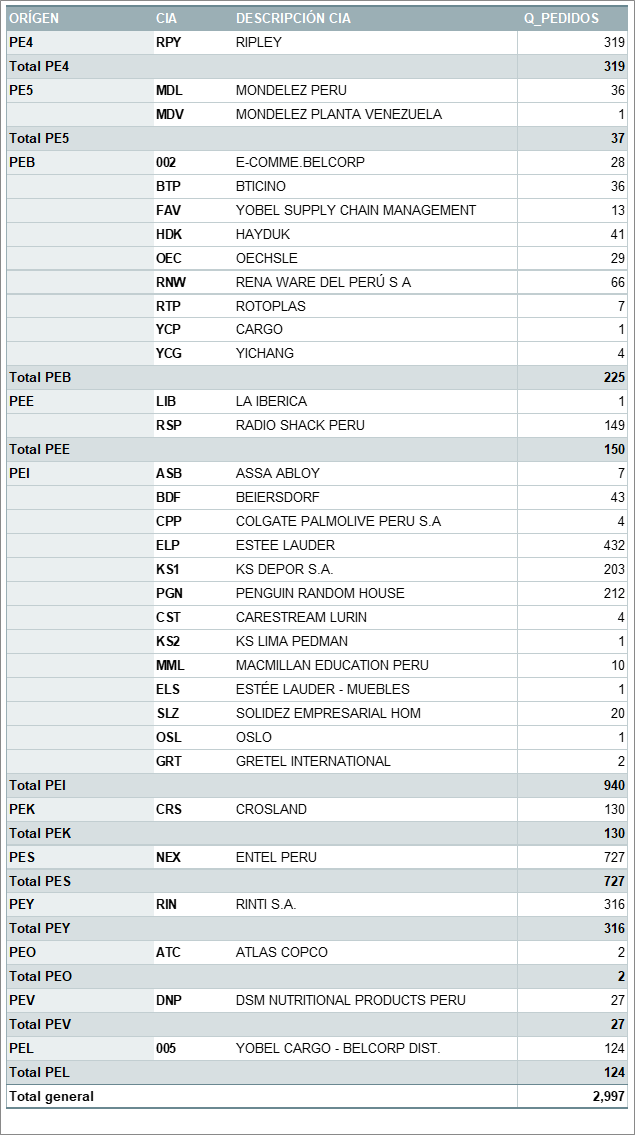 ORÍGEN CIA DESCRIPCIÓN CIA Q_PEDIDOS
PE4 RPY RIPLEY 319
Total PE4 319
PE5 MDL MONDELEZ PERU 36
MDV MONDELEZ PLANTA VENEZUELA 1
Total PE5 37
PEB 002 E-COMME.BELCORP 28
BTP BTICINO 36
FAV YOBEL SUPPLY CHAIN MANAGEMENT 13
HDK HAYDUK 41
OEC OECHSLE 29
RNW RENA WARE DEL PERÚ S A 66
RTP ROTOPLAS 7
YCP CARGO 1
YCG YICHANG 4
Total PEB 225
PEE LIB LA IBERICA 1
RSP RADIO SHACK PERU 149
Total PEE 150
PEI ASB ASSA ABLOY 7
BDF BEIERSDORF 43
CPP COLGATE PALMOLIVE PERU S.A 4
ELP ESTEE LAUDER 432
KS1 KS DEPOR S.A. 203
PGN PENGUIN RANDOM HOUSE 212
CST CARESTREAM LURIN 4
KS2 KS LIMA PEDMAN 1
MML MACMILLAN EDUCATION PERU 10
ELS ESTÉE LAUDER - MUEBLES 1
SLZ SOLIDEZ EMPRESARIAL HOM 20
OSL OSLO 1
GRT GRETEL INTERNATIONAL 2
Total PEI 940
PEK CRS CROSLAND 130
Total PEK 130
PES NEX ENTEL PERU 727
Total PES 727
PEY RIN RINTI S.A. 316
Total PEY 316
PEO ATC ATLAS COPCO 2
Total PEO 2
PEV DNP DSM NUTRITIONAL PRODUCTS PERU 27
Total PEV 27
PEL 005 YOBEL CARGO - BELCORP DIST. 124
Total PEL 124
Total general 2,997